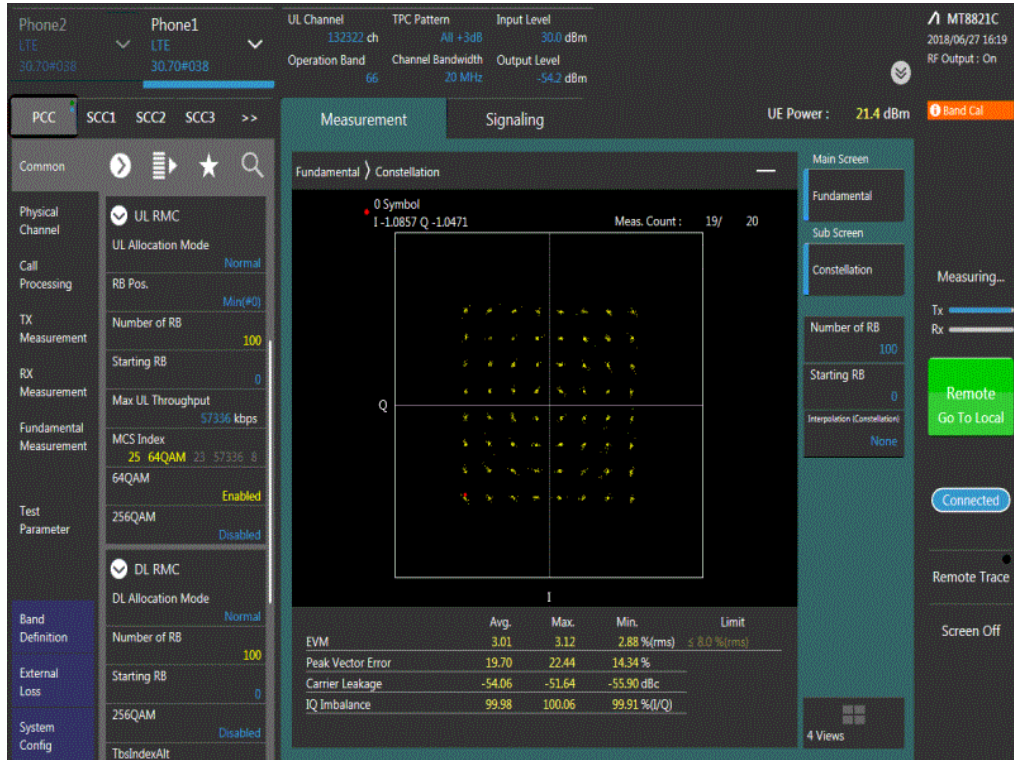 Phone2
LTE
30.70#038
Phone1
LTE
30.70#038
UL Channel
132322 ch
TPC Pattern
All +3dB
Input Level
30.0 dBm
Operation Band
66
Channel Bandwidth
20 MHz
Output Level
-54.2 dBm
MT8821C
2018/06/27 16:19
RF Output : On
PCC
SCC1
SCC2
SCC3
>>
Measurement
Signaling
UE Power : 21.4 dBm
Band Cal
Common
Physical
Channel
Call
Processing
TX
Measurement
RX
Measurement
Fundamental
Measurement
Test
Parameter
Band
Definition
External
Loss
System
Config
UL RMC
UL Allocation Mode
Normal
RB Pos.
Min(#0)
Number of RB
100
Starting RB
0
Max UL Throughput
57336 kbps
MCS Index
25 64QAM 23 57336 8
64QAM
Enabled
256QAM
Disabled
DL RMC
DL Allocation Mode
Normal
Number of RB
100
Starting RB
0
256QAM
Disabled
TbsIndexAlt
Fundamental
Constellation
0 Symbol
I -1.0857 Q -1.0471
Meas. Count : 19/ 20
Q
I
Avg. Max. Min. Limit
EVM 3.01 3.12 2.88 %(rms) ≤ 8.0 %(rms)
Peak Vector Error 19.70 22.44 14.34 %
Carrier Leakage -54.06 -51.64 -55.90 dBc
IQ Imbalance 99.98 100.06 99.91 %(I/Q)
Main Screen
Fundamental
Sub Screen
Constellation
Number of RB
100
Starting RB
0
Interpolation (Constellation)
None
4 Views
Measuring...
Tx
Rx
Remote
Go To Local
Connected
Remote Trace
Screen Off